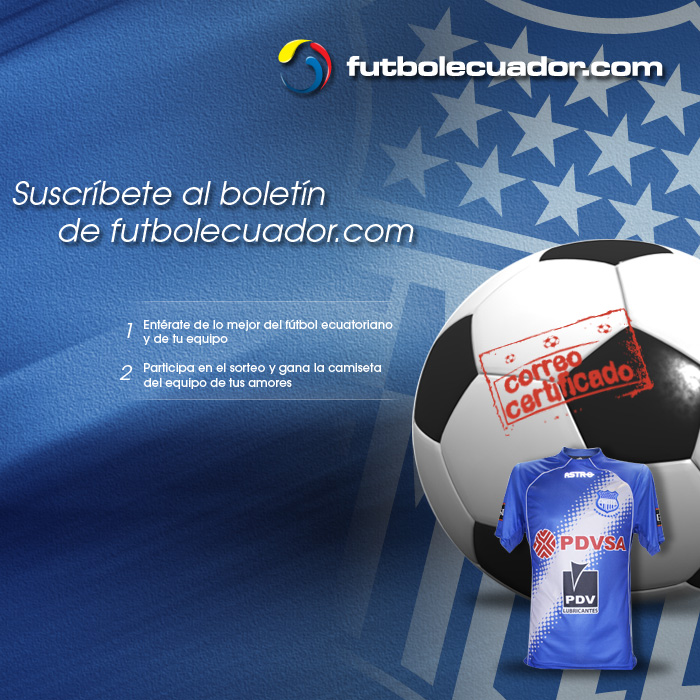 futbolecuador.com
Suscríbete al boletín
de futbolecuador.com
1 Entérate de lo mejor del fútbol ecuatoriano
y de tu equipo
2 Participa en el sorteo y gana la camiseta
del equipo de tus amores
correo
certificado
ASTRO
PDVSA
PDV
LUBRICANTES